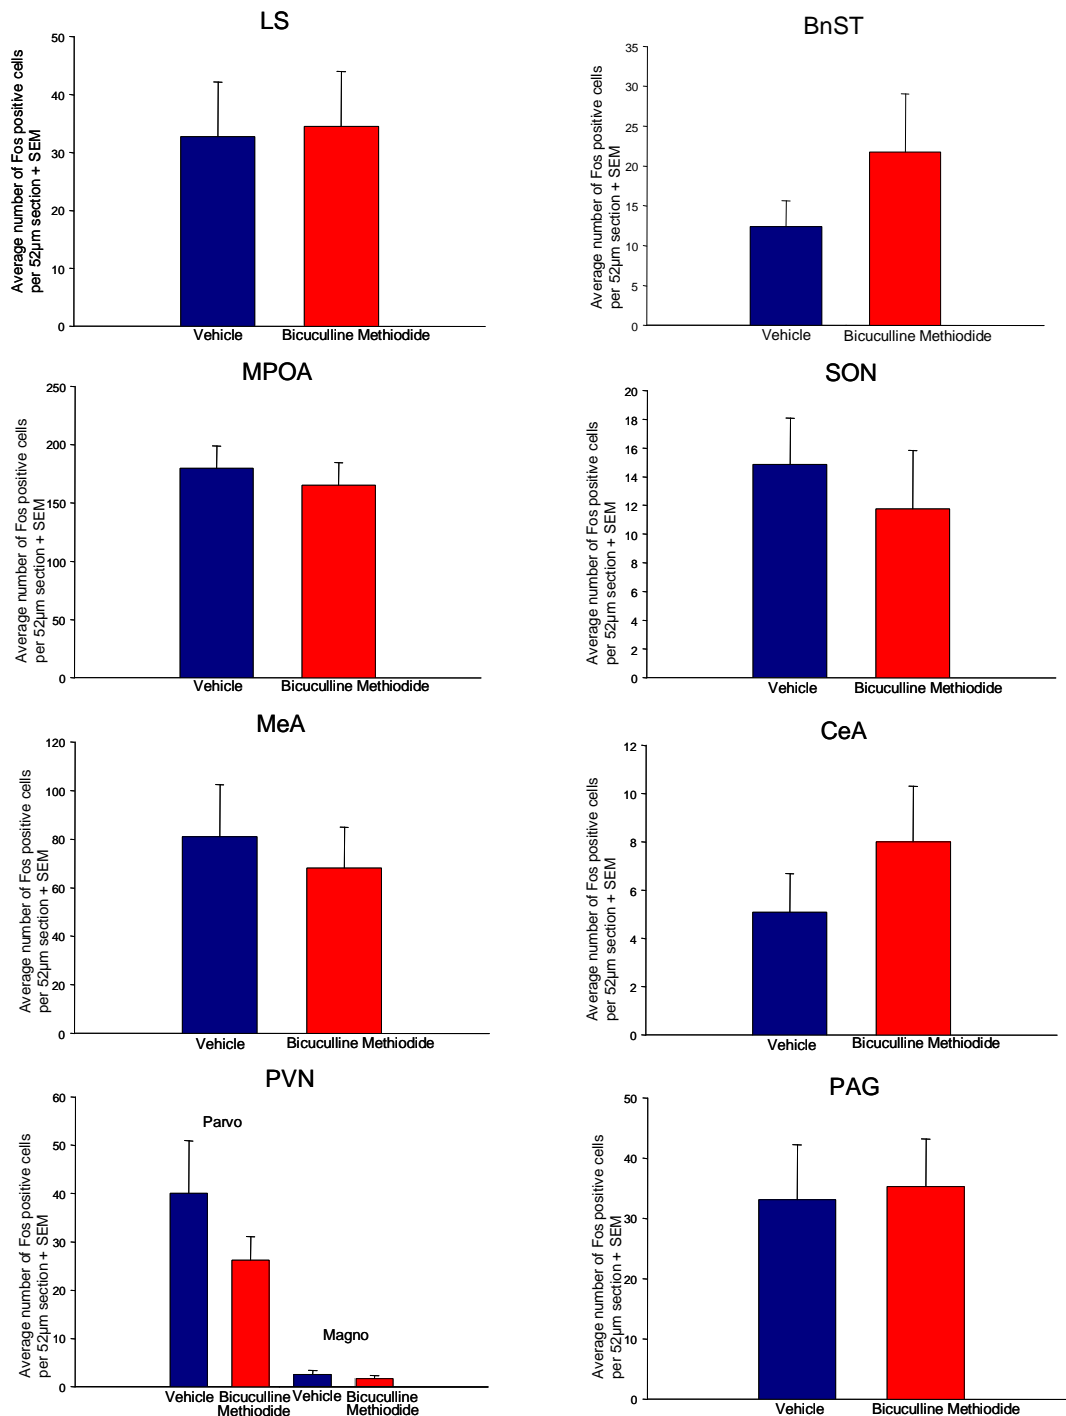 LS
Average number of Fos positive cells
per 52µm section + SEM
50
40
30
20
10
0
Vehicle
Bicuculline Methiodide
BnST
Average number of Fos positive cells
per 52µm section + SEM
35
30
25
20
15
10
5
0
Vehicle
Bicuculline Methiodide
MPOA
Average number of Fos positive cells
per 52µm section + SEM
250
200
150
100
50
0
Vehicle
Bicuculline Methiodide
SON
Average number of Fos positive cells
per 52µm section + SEM
20
18
16
14
12
10
8
6
4
2
0
Vehicle
Bicuculline Methiodide
MeA
Average number of Fos positive cells
per 52µm section + SEM
120
100
80
60
40
20
0
Vehicle
Bicuculline Methiodide
CeA
Average number of Fos positive cells
per 52µm section + SEM
12
10
8
6
4
2
0
Vehicle
Bicuculline Methiodide
PVN
Average number of Fos positive cells
per 52µm section + SEM
60
50
40
30
20
10
0
Parvo
Magno
Vehicle
Bicuculline
Methiodide
Vehicle
Bicuculline
Methiodide
PAG
Average number of Fos positive cells
per 52µm section + SEM
50
40
30
20
10
0
Vehicle
Bicuculline Methiodide